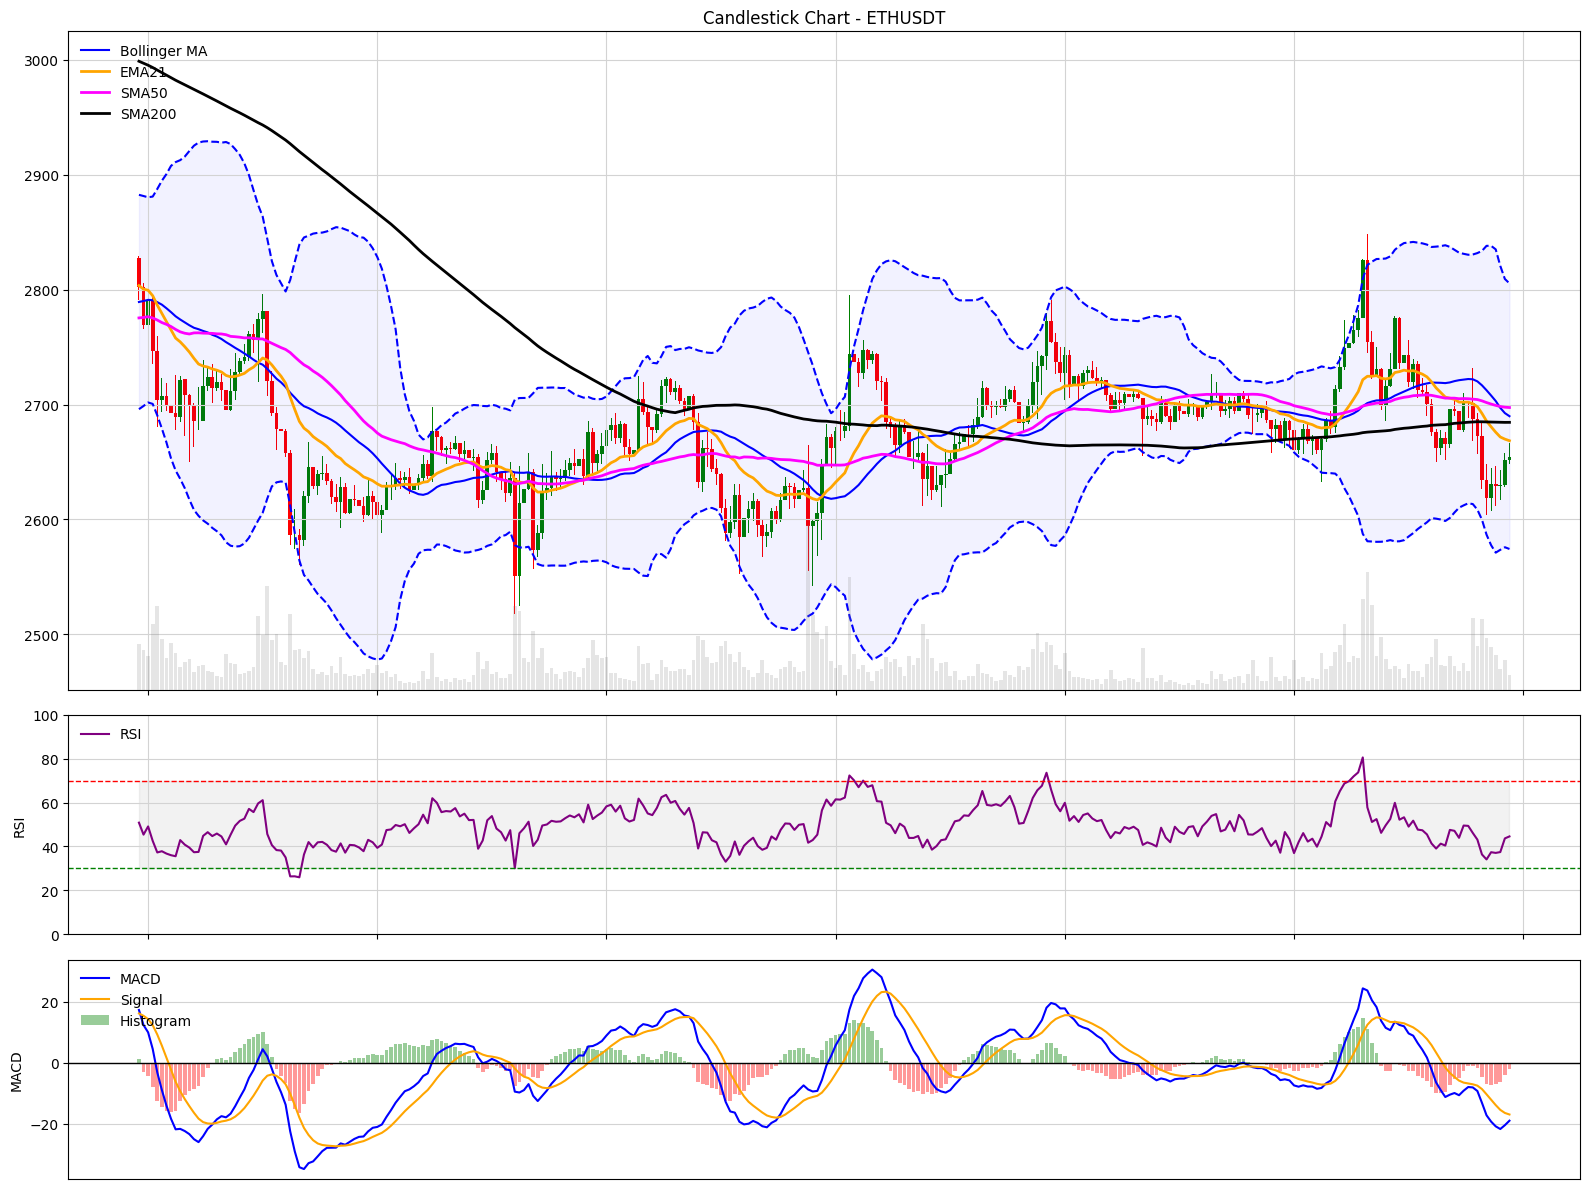 Candlestick Chart - ETHUSDT
Bollinger MA
EMA21
SMA50
SMA200
3000
2900
2800
2700
2600
2500
RSI
100
80
60
40
20
0
RSI
MACD
Signal
Histogram
20
0
−20
MACD